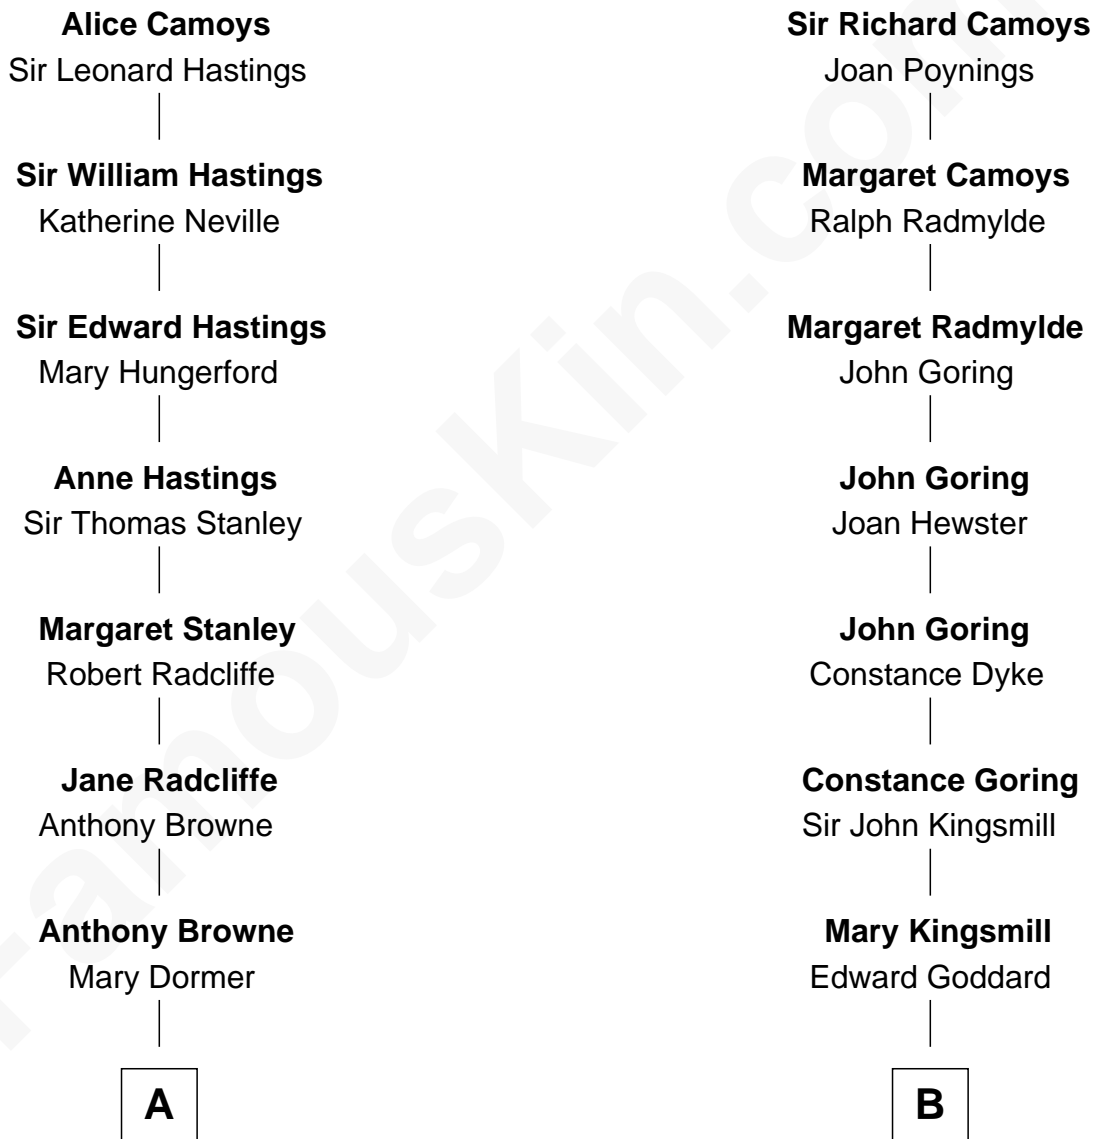 Alice Camoys
Sir Leonard Hastings
Sir William Hastings
Katherine Neville
Sir Edward Hastings
Mary Hungerford
Anne Hastings
Sir Thomas Stanley
Margaret Stanley
Robert Radcliffe
Jane Radcliffe
Anthony Browne
Anthony Browne
Mary Dormer
A
Sir Richard Camoys
Joan Poynings
Margaret Camoys
Ralph Radmylde
Margaret Radmylde
John Goring
John Goring
Joan Hewster
John Goring
Constance Dyke
Constance Goring
Sir John Kingsmill
Mary Kingsmill
Edward Goddard
B
FamousKin.com